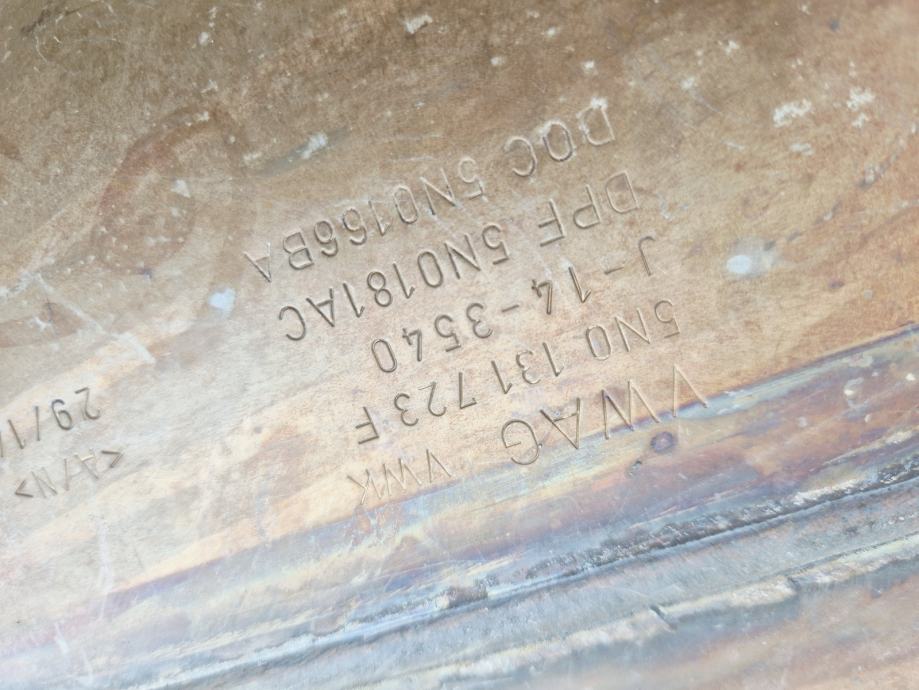 VWAG VWK
5N0 131 723 F
J-14-3540
DPF 5N0181AC
DOC 5N0166BA
<A/N>
29/1